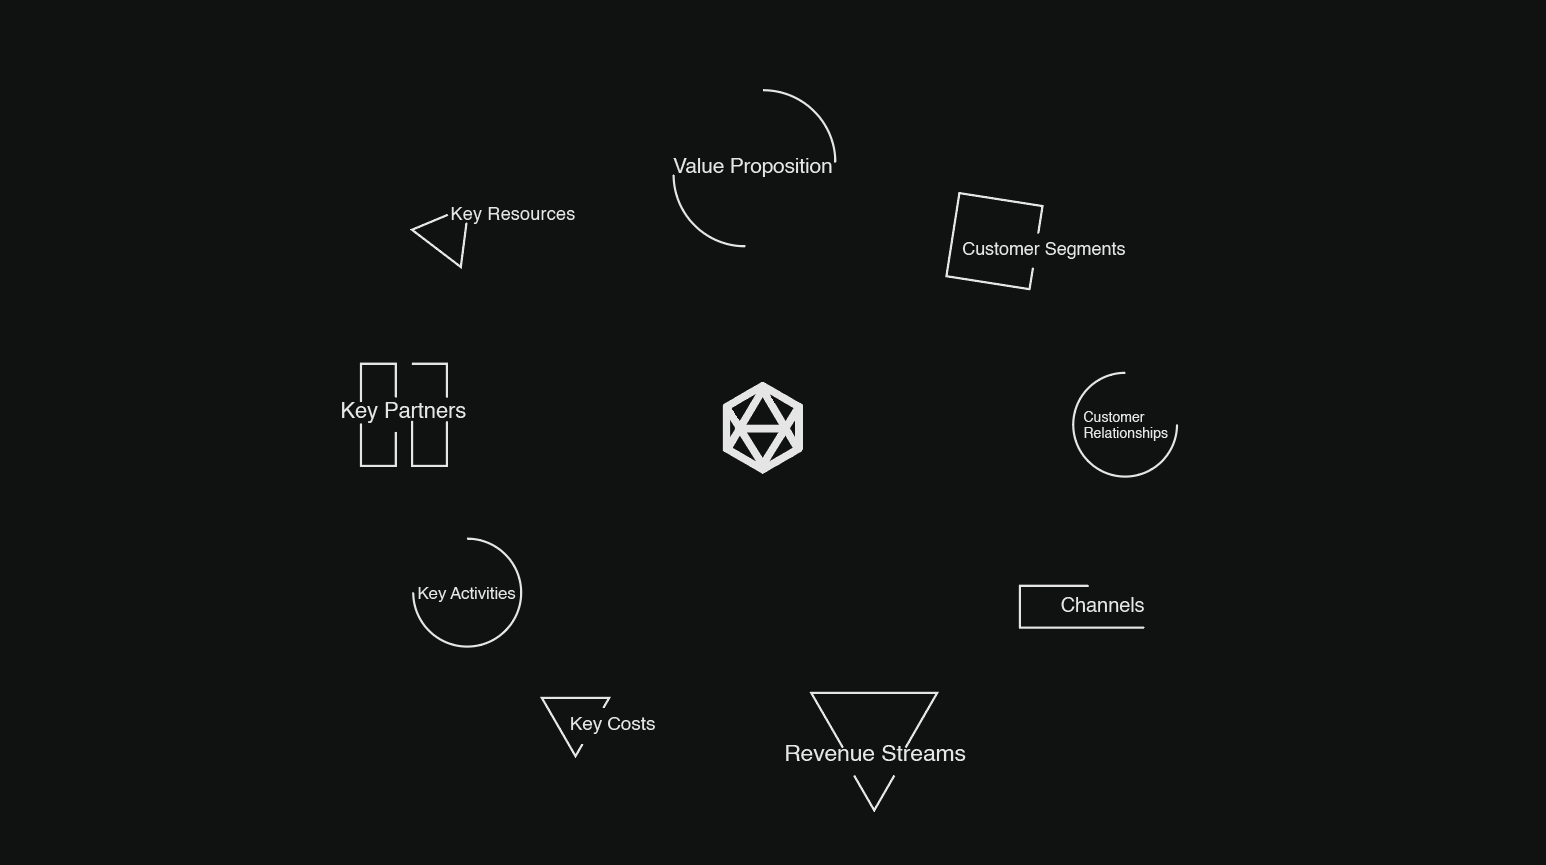 Value Proposition
Key Resources
Customer Segments
Key Partners
Customer
Relationships
Key Activities
Channels
Key Costs
Revenue Streams